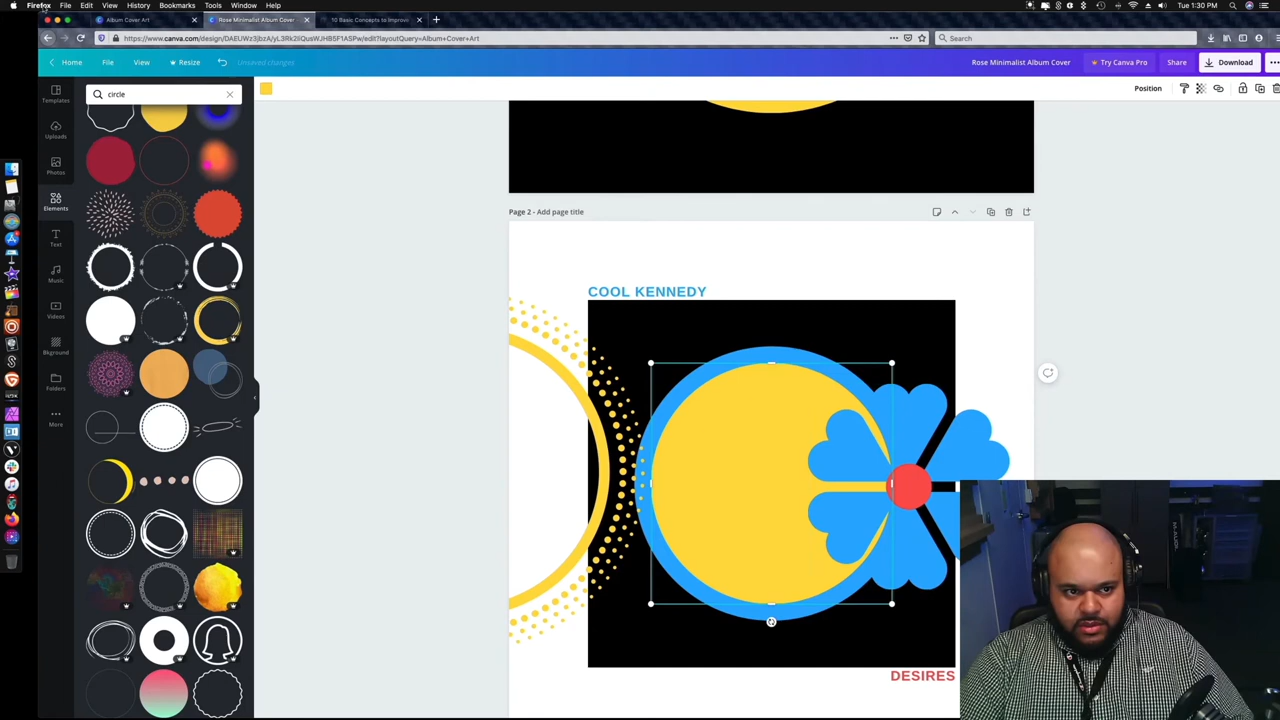 Firefox File Edit View History Bookmarks Tools Window Help Tue 1:30 PM
Album Cover Art Rose Minimalist Album Cover 10 Basic Concepts to Improve
https://www.canva.com/design/DAEUWz3jbzA/yL3Rk2IiQusWJHB5F1ASPw/edit?layoutQuery=Album+Cover+Art Search
Home File View Resize Unsaved changes Rose Minimalist Album Cover Try Canva Pro Share Download
Templates
circle
Position
Uploads
Photos
Elements
Page 2 - Add page title
Text
Music
COOL KENNEDY
Videos
Bkground
Folders
More
DESIRES